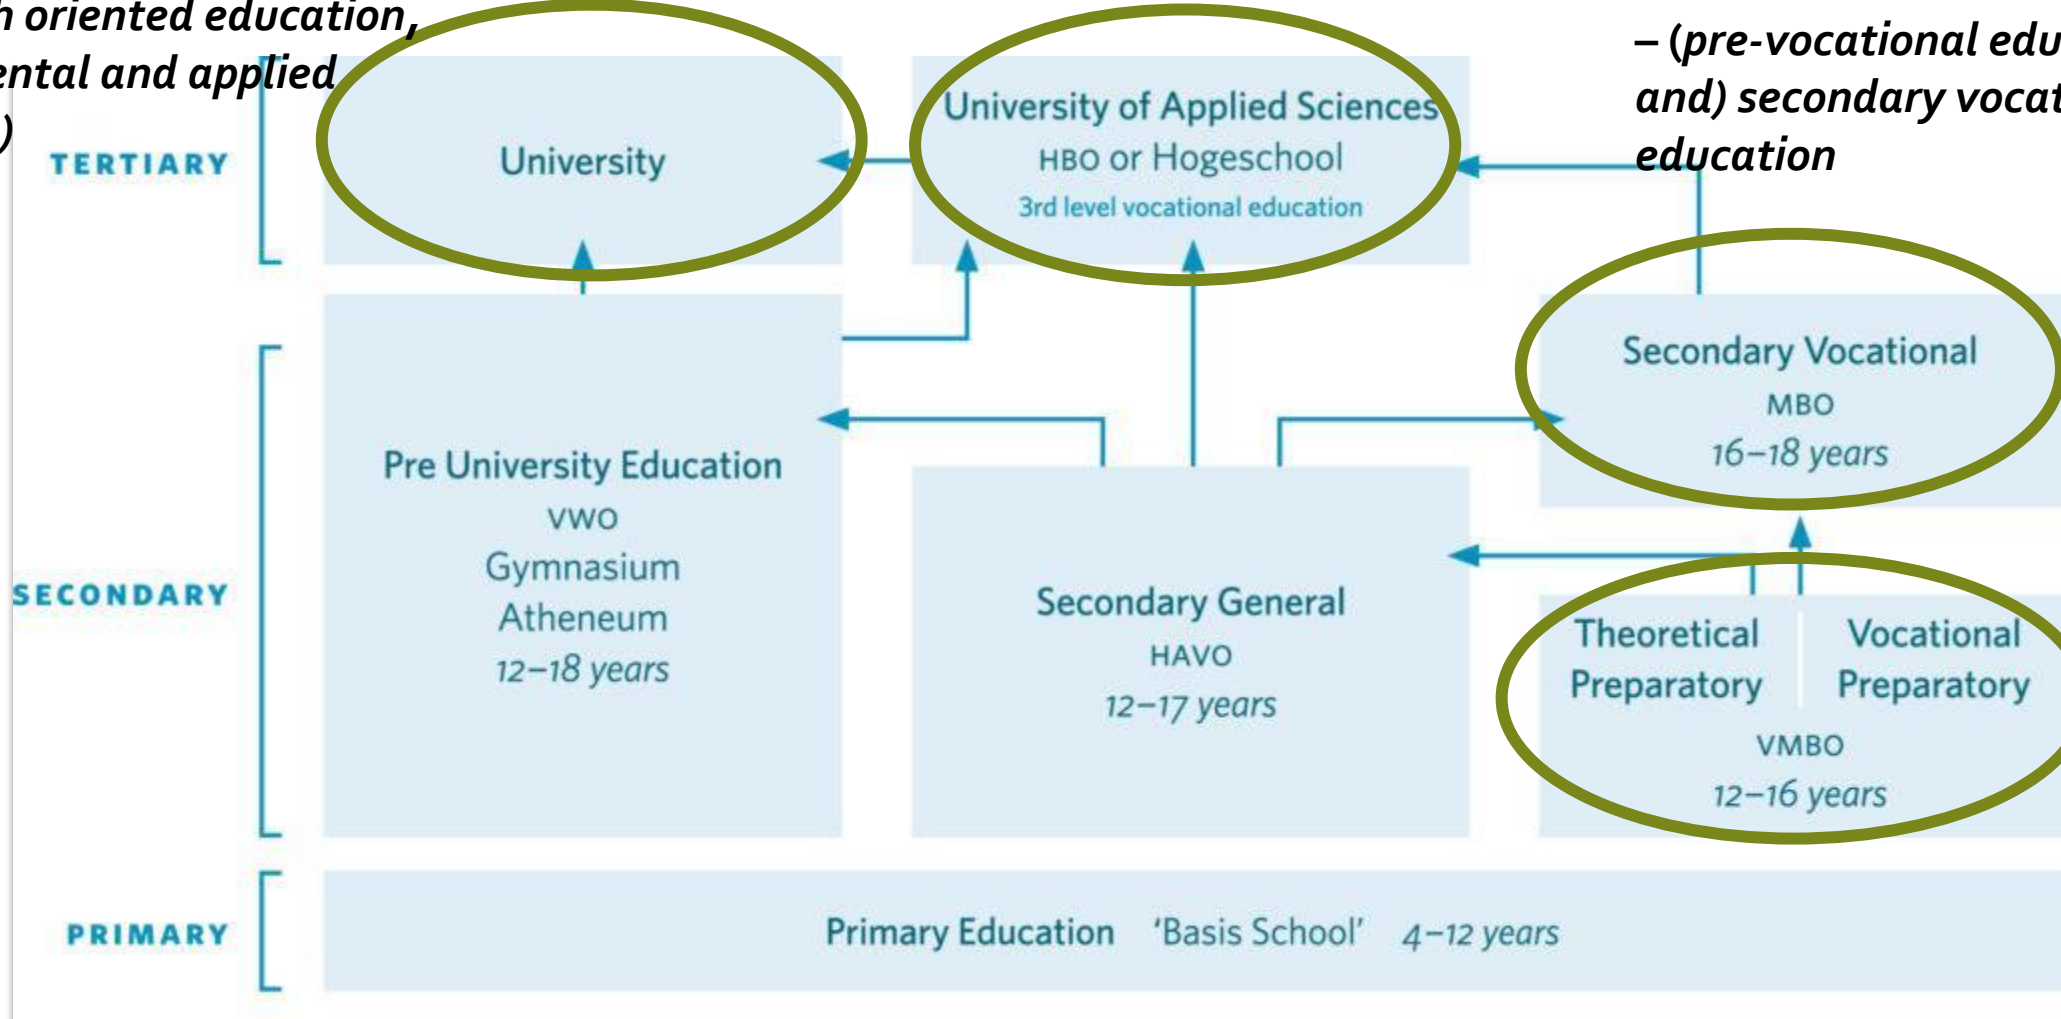 oriented education,
and applied
)
– (pre-vocational
and) secondary
education
TERTIARY
University
University of Applied Sciences
HBO or Hogeschool
3rd level vocational education
Secondary Vocational
MBO
16–18 years
SECONDARY
Pre University Education
VWO
Gymnasium
Atheneum
12–18 years
Secondary General
HAVO
12–17 years
Theoretical
Preparatory
Vocational
Preparatory
VMBO
12–16 years
PRIMARY
Primary Education ‘Basis School’ 4–12 years